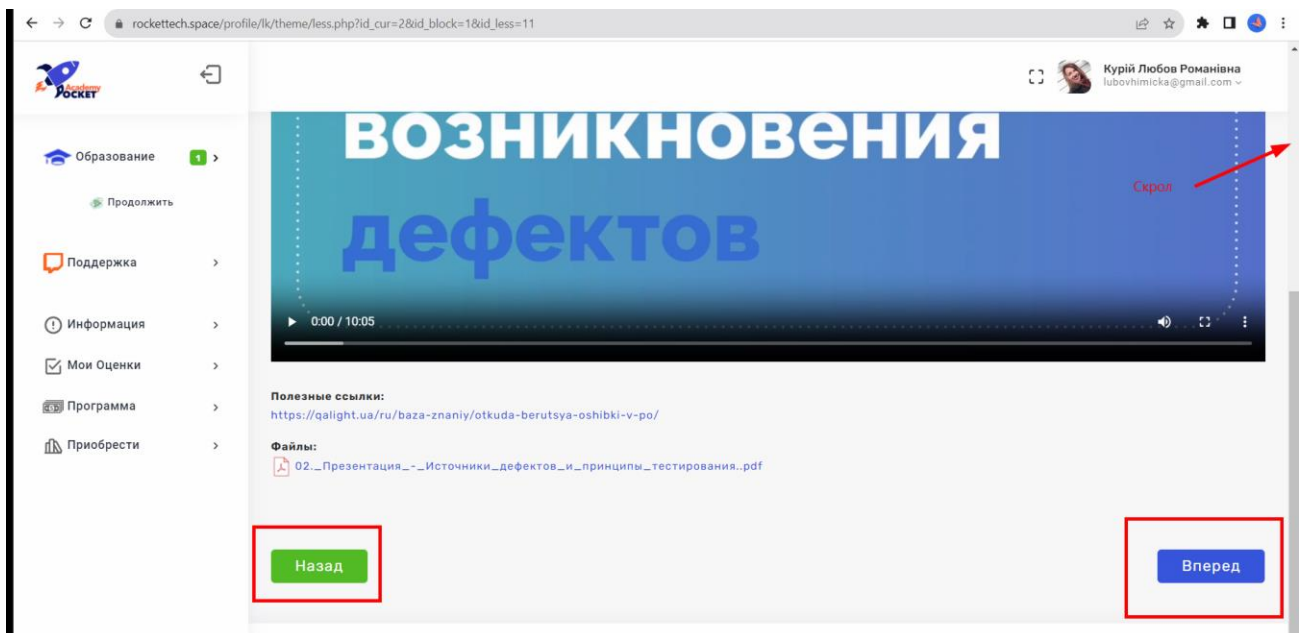 rockettech.space/profile/lk/theme/less.php?id_cur=2&id_block=1&id_less=11
Academy
РОCKET
Курій Любов Романівна
lubovhimicka@gmail.com
Образование 1
Продолжить
Поддержка
Информация
Мои Оценки
Программа
Приобрести
возникновения
дефектов
Скрол
0:00 / 10:05
Полезные ссылки:
https://qalight.ua/ru/baza-znaniy/otkuda-berutsya-oshibki-v-po/
Файлы:
02._Презентация_-_Источники_дефектов_и_принципы_тестирования..pdf
Назад
Вперед